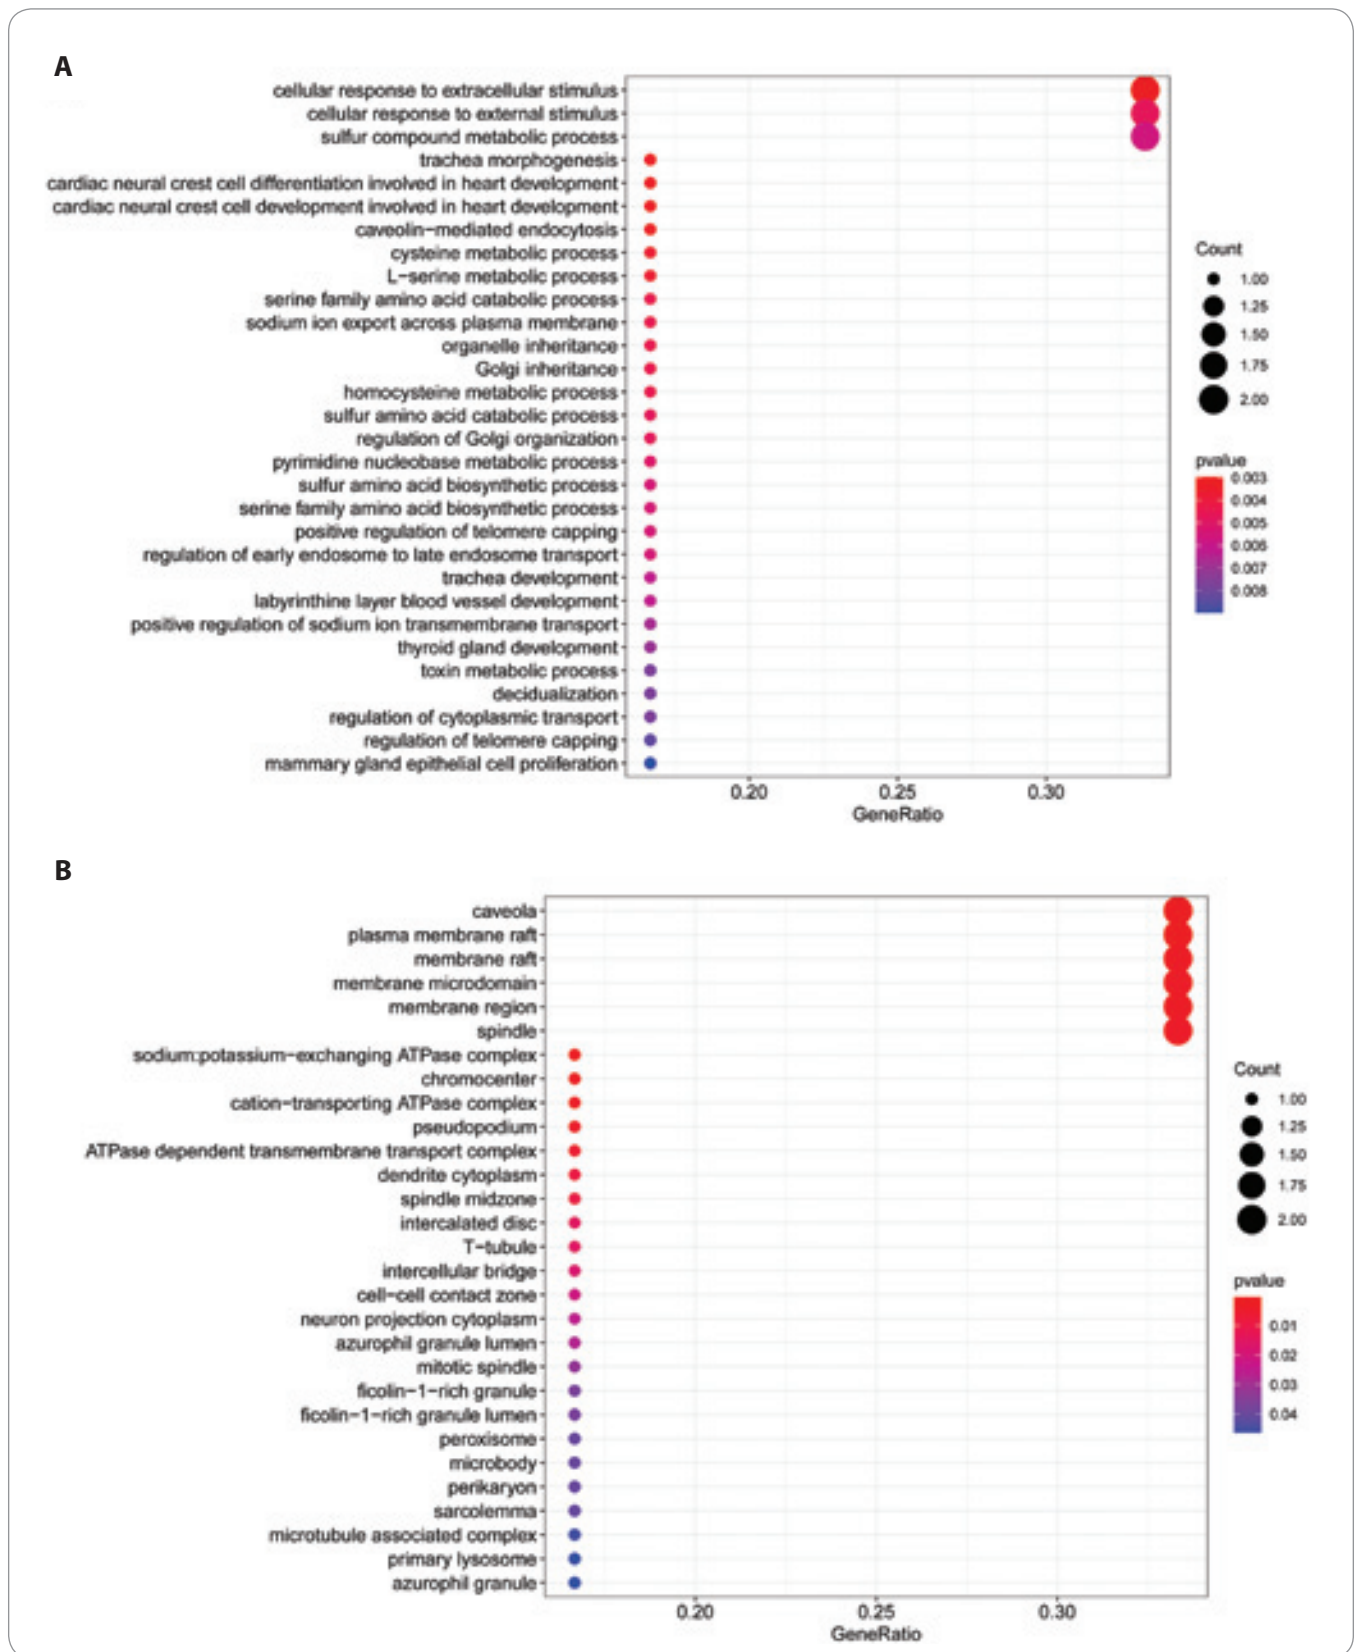 A
cellular response to extracellular stimulus
cellular response to external stimulus
sulfur compound metabolic process
trachea morphogenesis
cardiac neural crest cell differentiation involved in heart development
cardiac neural crest cell development involved in heart development
caveolin-mediated endocytosis
cysteine metabolic process
L-serine metabolic process
serine family amino acid catabolic process
sodium ion export across plasma membrane
organelle inheritance
Golgi inheritance
homocysteine metabolic process
sulfur amino acid catabolic process
regulation of Golgi organization
pyrimidine nucleobase metabolic process
sulfur amino acid biosynthetic process
serine family amino acid biosynthetic process
positive regulation of telomere capping
regulation of early endosome to late endosome transport
trachea development
labyrinthine layer blood vessel development
positive regulation of sodium ion transmembrane transport
thyroid gland development
toxin metabolic process
decidualization
regulation of cytoplasmic transport
regulation of telomere capping
mammary gland epithelial cell proliferation
0.20 0.25 0.30
GeneRatio
Count
1.00
1.25
1.50
1.75
2.00
pvalue
0.003
0.004
0.005
0.006
0.007
0.008
B
caveola
plasma membrane raft
membrane raft
membrane microdomain
membrane region
spindle
sodium:potassium-exchanging ATPase complex
chromocenter
cation-transporting ATPase complex
pseudopodium
ATPase dependent transmembrane transport complex
dendrite cytoplasm
spindle midzone
intercalated disc
T-tubule
intercellular bridge
cell-cell contact zone
neuron projection cytoplasm
azurophil granule lumen
mitotic spindle
ficolin-1-rich granule
ficolin-1-rich granule lumen
peroxisome
microbody
perikaryon
sarcolemma
microtubule associated complex
primary lysosome
azurophil granule
0.20 0.25 0.30
GeneRatio
Count
1.00
1.25
1.50
1.75
2.00
pvalue
0.01
0.02
0.03
0.04